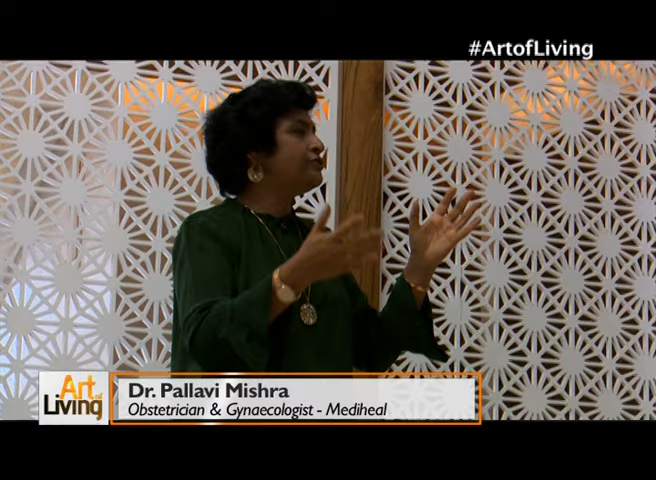 #ArtofLiving
Art of
Living
Dr. Pallavi Mishra
Obstetrician & Gynaecologist - Mediheal